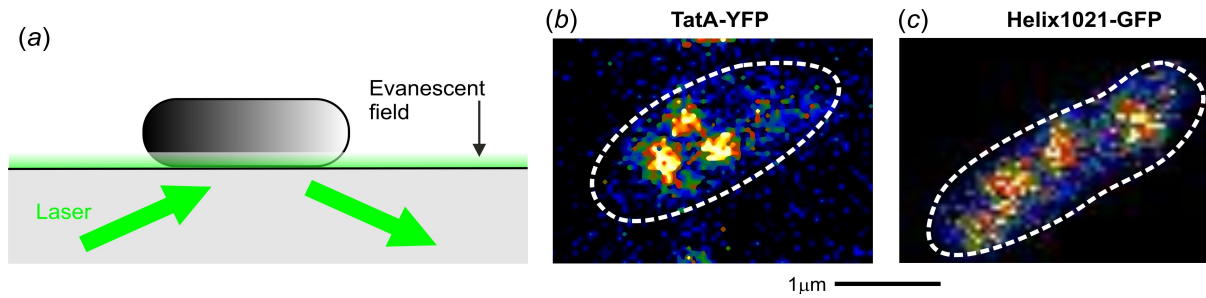 (a)
Evanescent
field
Laser
(b)
TatA-YFP
(c)
Helix1021-GFP
1μm